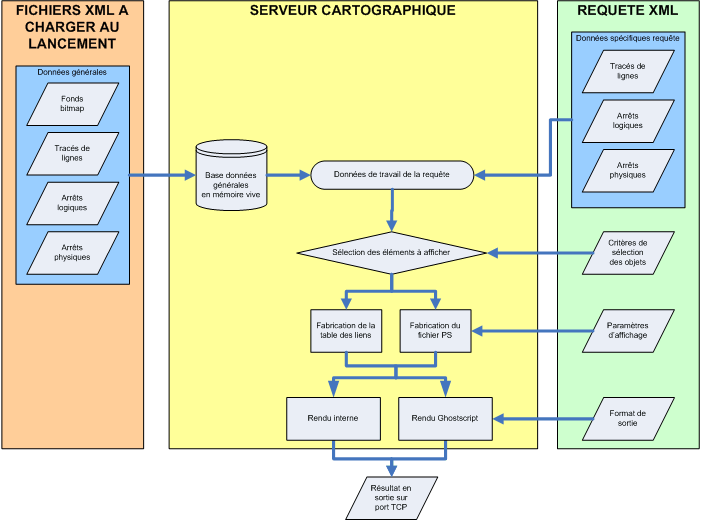 FICHIERS XML A
CHARGER AU
LANCEMENT
Données générales
Fonds
bitmap
Tracés de
lignes
Arrêts
logiques
Arrêts
physiques
SERVEUR CARTOGRAPHIQUE
Base données
générales
en mémoire vive
Données de travail de la requête
Sélection des éléments à afficher
Fabrication de la
table des liens
Fabrication du
fichier PS
Rendu interne
Rendu Ghostscript
Résultat en
sortie sur
port TCP
REQUETE XML
Données spécifiques requête
Tracés de
lignes
Arrêts
logiques
Arrêts
physiques
Critères de
sélection
des objets
Paramètres
d'affichage
Format de
sortie